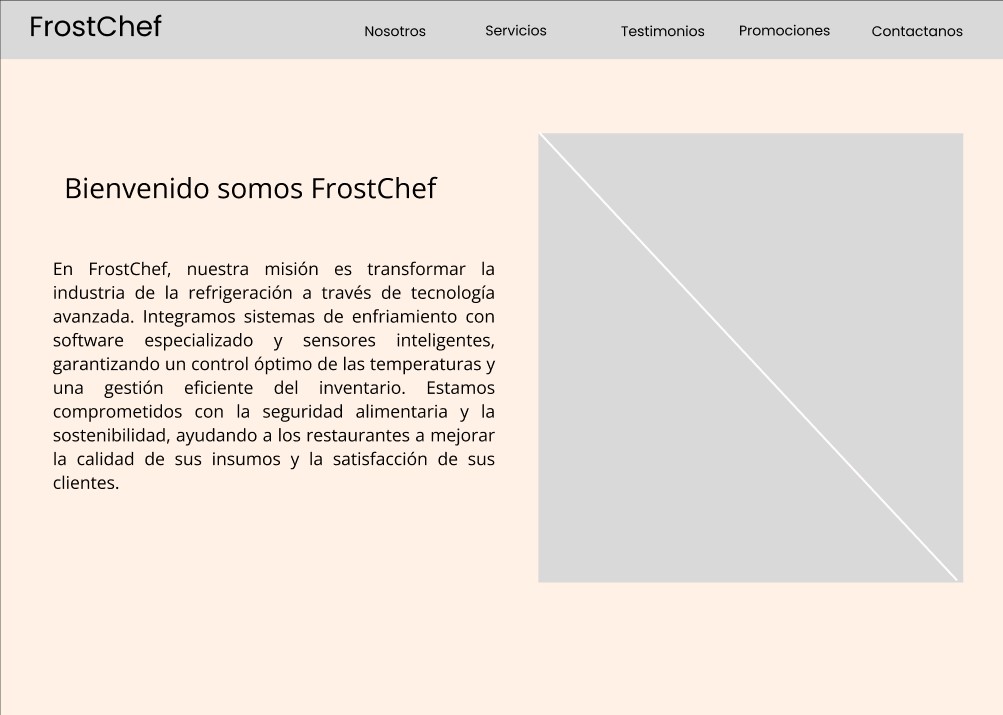 FrostChef
Nosotros Servicios Testimonios Promociones Contactanos
Bienvenido somos FrostChef
En FrostChef, nuestra misión es transformar la
industria de la refrigeración a través de tecnología
avanzada. Integramos sistemas de enfriamiento con
software especializado y sensores inteligentes,
garantizando un control óptimo de las temperaturas y
una gestión eficiente del inventario. Estamos
comprometidos con la seguridad alimentaria y la
sostenibilidad, ayudando a los restaurantes a mejorar
la calidad de sus insumos y la satisfacción de sus
clientes.